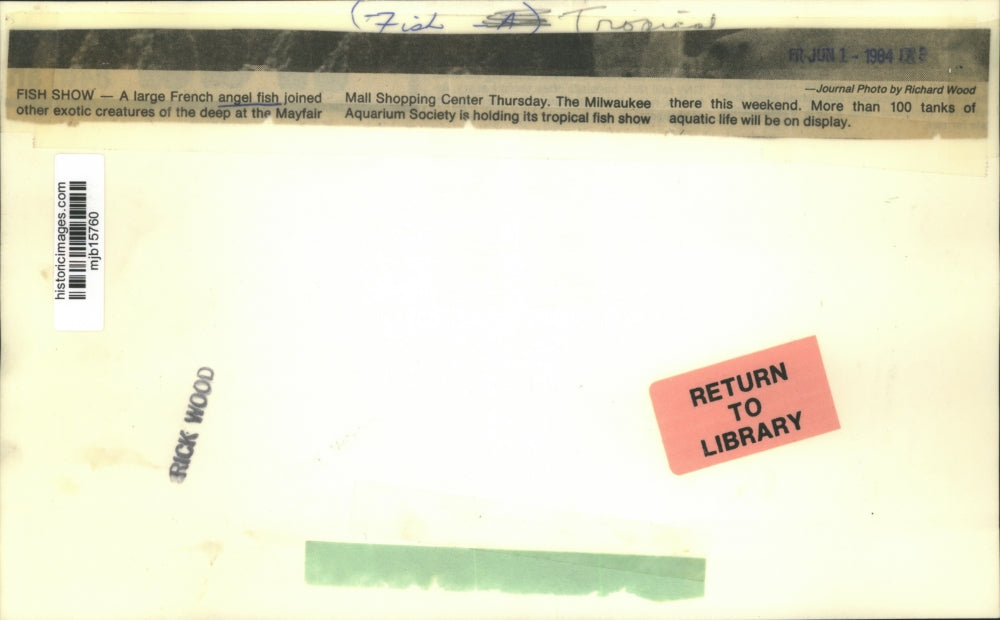 (Fish - A) Tropical
FR JUN 1 - 1984
—Journal Photo by Richard Wood
FISH SHOW — A large French angel fish joined
other exotic creatures of the deep at the Mayfair
Mall Shopping Center Thursday. The Milwaukee
Aquarium Society is holding its tropical fish show
there this weekend. More than 100 tanks of
aquatic life will be on display.
historicimages.com
mjb15760
RICK WOOD
RETURN
TO
LIBRARY